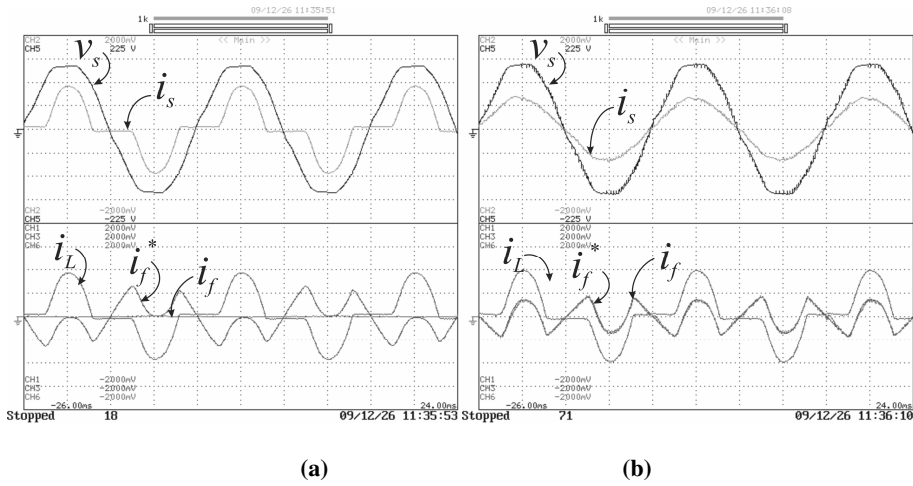 09/12/26 11:35:51
1k
CH2 2000mV
CH5 225 V
<< Main >>
v_s
i_s
CH2 -2000mV
CH5 -225 V
CH1 2000mV
CH3 2000mV
CH6 2000mV
i_L
i_f^*
i_f
CH1 -2000mV
CH3 -2000mV
CH6 -2000mV
-26.00ms
24.00ms
Stopped 18 09/12/26 11:35:53
(a)
09/12/26 11:36:08
1k
CH2 2000mV
CH5 225 V
<< Main >>
v_s
i_s
CH2 -2000mV
CH5 -225 V
CH1 2000mV
CH3 2000mV
CH6 2000mV
i_L
i_f^*
i_f
CH1 -2000mV
CH3 -2000mV
CH6 -2000mV
-26.00ms
24.00ms
Stopped 71 09/12/26 11:36:10
(b)